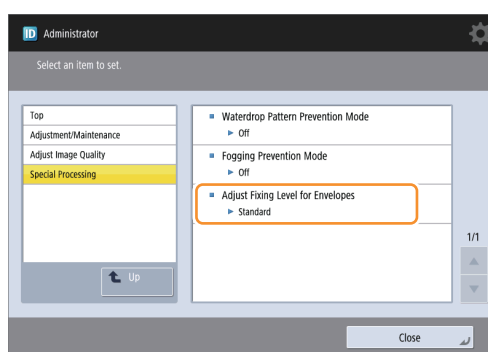 ID Administrator
Select an item to set.
Top
Adjustment/Maintenance
Adjust Image Quality
Special Processing
Up
Waterdrop Pattern Prevention Mode
Off
Fogging Prevention Mode
Off
Adjust Fixing Level for Envelopes
Standard
1/1
Close